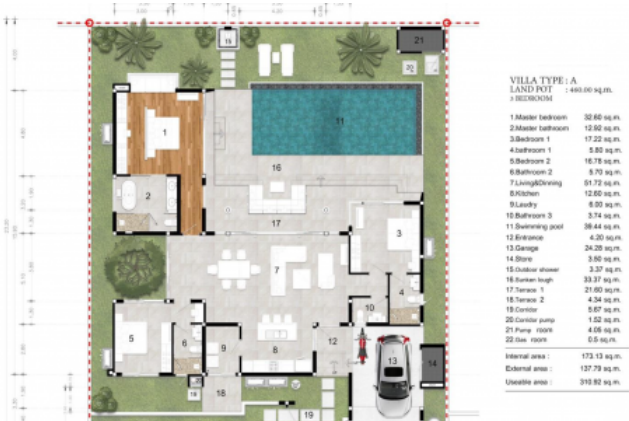 VILLA TYPE : A
LAND POT : 460.00 sq.m.
3 BEDROOM
1.Master bedroom 32.60 sq.m.
2.Master bathroom 12.92 sq.m.
3.Bedroom 1 17.22 sq.m.
4.bathroom 1 5.80 sq.m.
5.Bedroom 2 16.78 sq.m.
6.Bathroom 2 5.70 sq.m.
7.Living&Dinning 51.72 sq.m.
8.Kitchen 12.60 sq.m.
9.Laudry 6.00 sq.m.
10.Bathroom 3 3.74 sq.m.
11.Swimming pool 39.44 sq.m.
12.Entrance 4.20 sq.m.
13.Garage 24.28 sq.m.
14.Store 3.50 sq.m.
15.Outdoor shower 3.37 sq.m.
16.Sunken lough 33.37 sq.m.
17.Terrace 1 21.60 sq.m.
18.Terrace 2 4.34 sq.m.
19.Corridor 5.67 sq.m.
20.Corridor pump 1.52 sq.m.
21.Pump room 4.06 sq.m.
22.Gas room 0.5 sq.m.
Internal area : 173.13 sq.m.
External area : 137.79 sq.m.
Useable area : 310.92 sq.m.
15
21
20
1
11
16
2
17
3
7
4
10
5
6
9
8
12
13
14
18
19